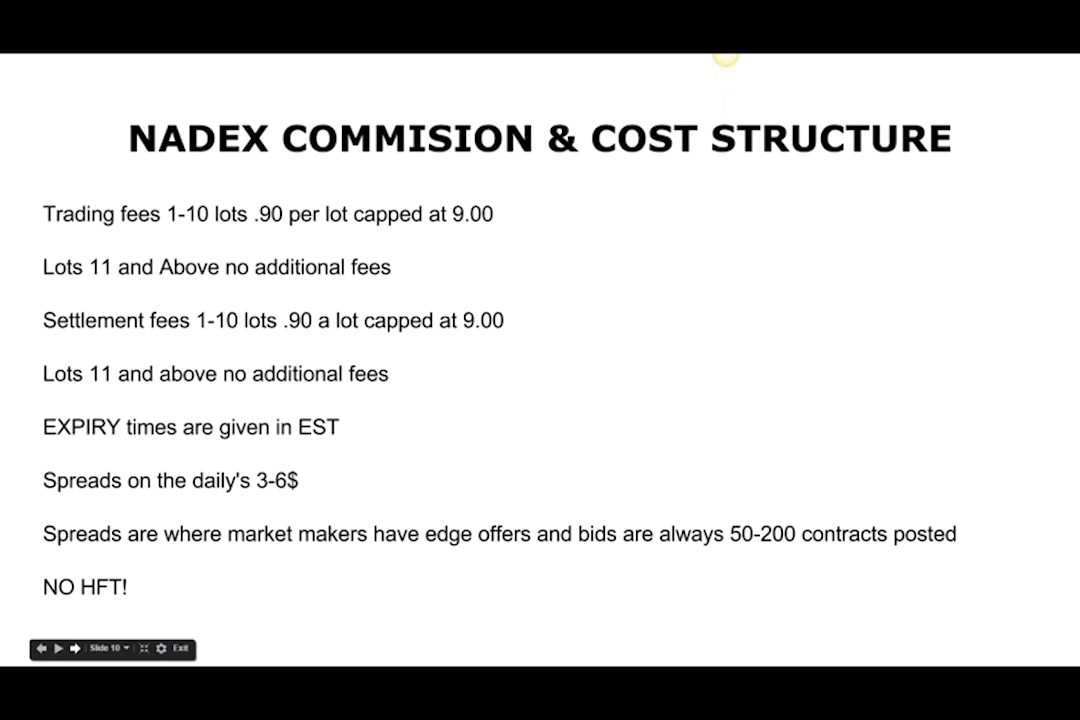 NADEX COMMISION & COST STRUCTURE
Trading fees 1-10 lots .90 per lot capped at 9.00
Lots 11 and Above no additional fees
Settlement fees 1-10 lots .90 a lot capped at 9.00
Lots 11 and above no additional fees
EXPIRY times are given in EST
Spreads on the daily's 3-6$
Spreads are where market makers have edge offers and bids are always 50-200 contracts posted
NO HFT!
Slide 10 Exit